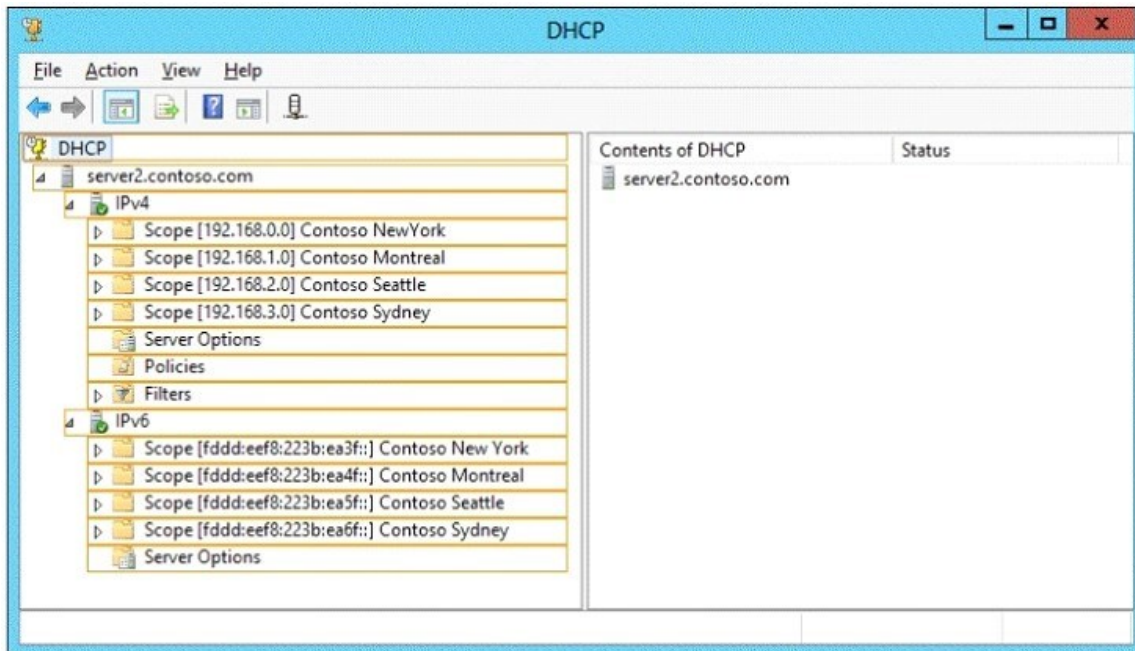 DHCP
File Action View Help
DHCP
server2.contoso.com
IPv4
Scope [192.168.0.0] Contoso NewYork
Scope [192.168.1.0] Contoso Montreal
Scope [192.168.2.0] Contoso Seattle
Scope [192.168.3.0] Contoso Sydney
Server Options
Policies
Filters
IPv6
Scope [fddd:eef8:223b:ea3f::] Contoso New York
Scope [fddd:eef8:223b:ea4f::] Contoso Montreal
Scope [fddd:eef8:223b:ea5f::] Contoso Seattle
Scope [fddd:eef8:223b:ea6f::] Contoso Sydney
Server Options
Contents of DHCP Status
server2.contoso.com